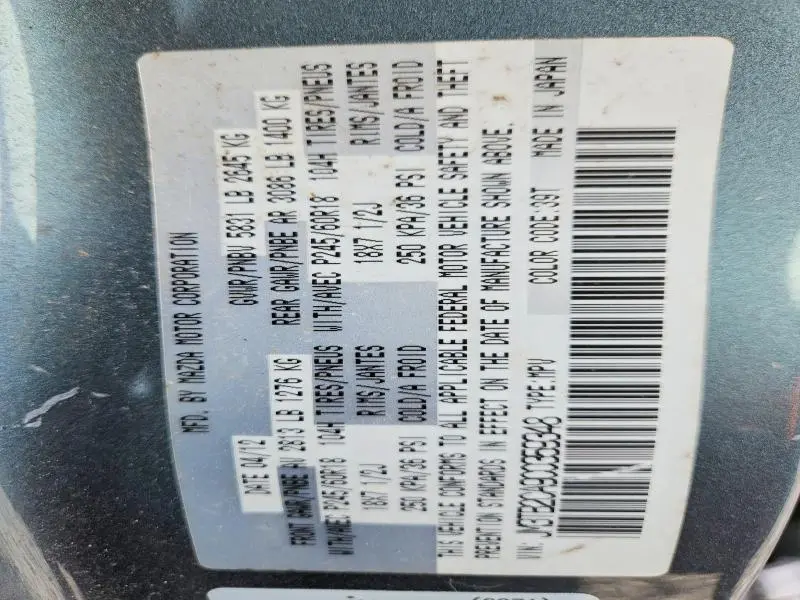 MFD. BY MAZDA MOTOR CORPORATION
DATE 04/12 GVWR/PNBV 5831 LB 2645 KG
FRONT GAWR/PNBE AV 2813 LB 1276 KG REAR GAWR/PNBE AR 3086 LB 1400 KG
WITH/AVEC P245/60R18 104H TIRES/PNEUS WITH/AVEC P245/60R18 104H TIRES/PNEUS
18X7 1/2J RIMS/JANTES 18X7 1/2J RIMS/JANTES
250 KPA/36 PSI COLD/A FROID 250 KPA/36 PSI COLD/A FROID
THIS VEHICLE CONFORMS TO ALL APPLICABLE FEDERAL MOTOR VEHICLE SAFETY AND THEFT
PREVENTION STANDARDS IN EFFECT ON THE DATE OF MANUFACTURE SHOWN ABOVE.
VIN: JM3TB2CA9C0359348 TYPE:MPV COLOR CODE:39T MADE IN JAPAN